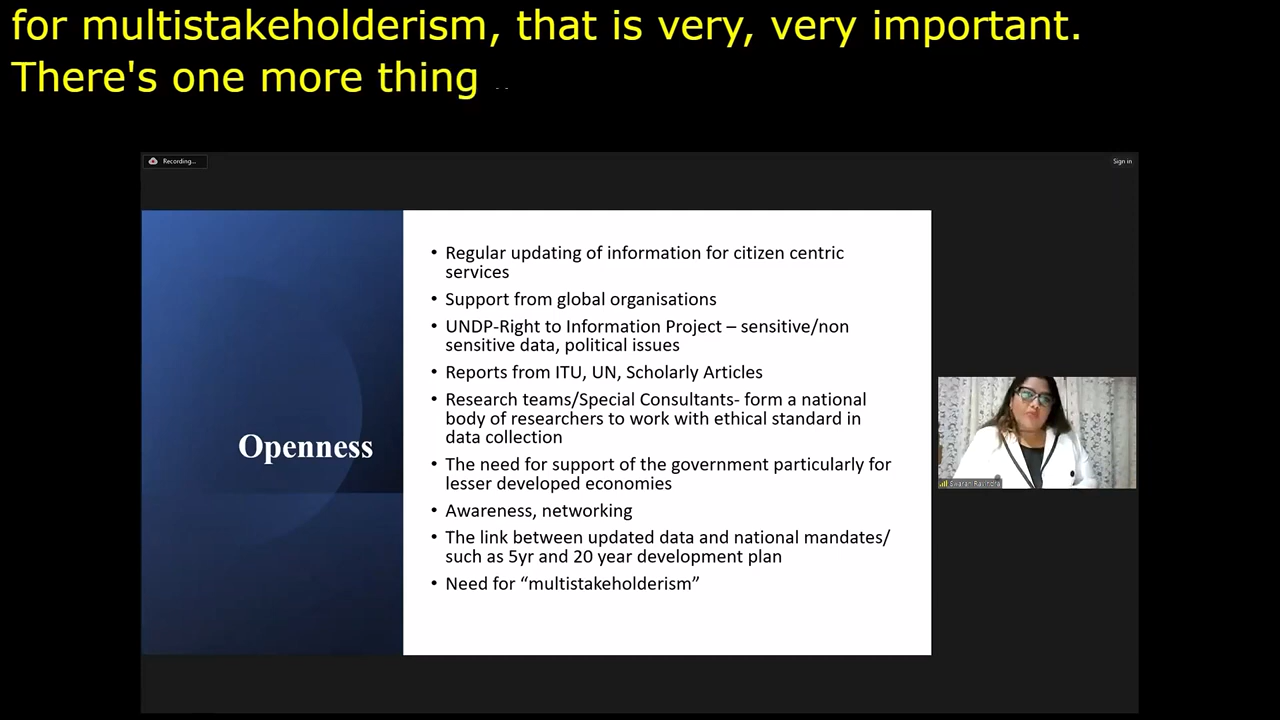 for multistakeholderism, that is very, very important.
There's one more thing ..
Recording...
Sign in
Openness
• Regular updating of information for citizen centric
services
• Support from global organisations
• UNDP-Right to Information Project – sensitive/non
sensitive data, political issues
• Reports from ITU, UN, Scholarly Articles
• Research teams/Special Consultants- form a national
body of researchers to work with ethical standard in
data collection
• The need for support of the government particularly for
lesser developed economies
• Awareness, networking
• The link between updated data and national mandates/
such as 5yr and 20 year development plan
• Need for “multistakeholderism”
Swaran Ravindra